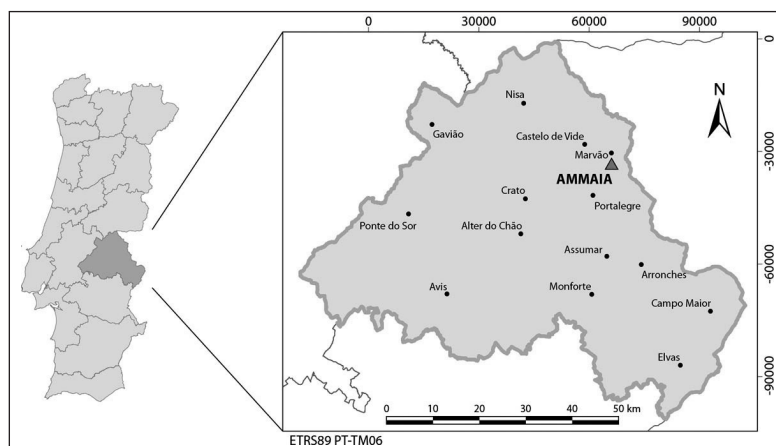 0 30000 60000 90000
0
N
Nisa
Gavião
Castelo de Vide
Marvão
-30000
AMMAIA
Crato
Portalegre
Ponte do Sor
Alter do Chão
Assumar
-60000
Arronches
Avis
Monforte
Campo Maior
Elvas
-90000
0 10 20 30 40 50 km
ETRS89 PT-TM06